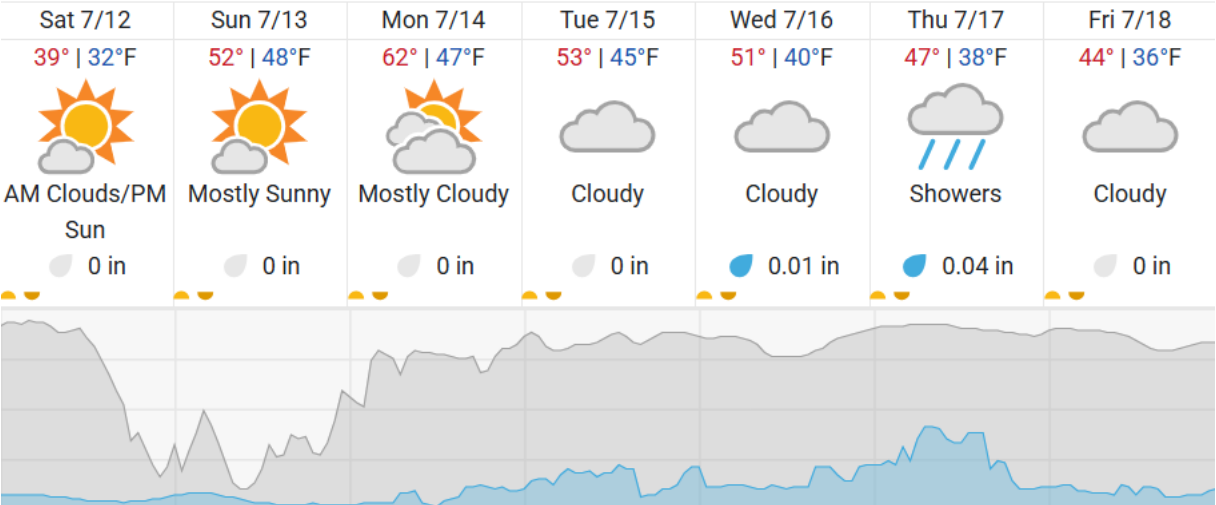 Sat 7/12 Sun 7/13 Mon 7/14 Tue 7/15 Wed 7/16 Thu 7/17 Fri 7/18
39° | 32°F 52° | 48°F 62° | 47°F 53° | 45°F 51° | 40°F 47° | 38°F 44° | 36°F
AM Clouds/PM Mostly Sunny Mostly Cloudy Cloudy Cloudy Showers Cloudy
Sun
0 in 0 in 0 in 0 in 0.01 in 0.04 in 0 in